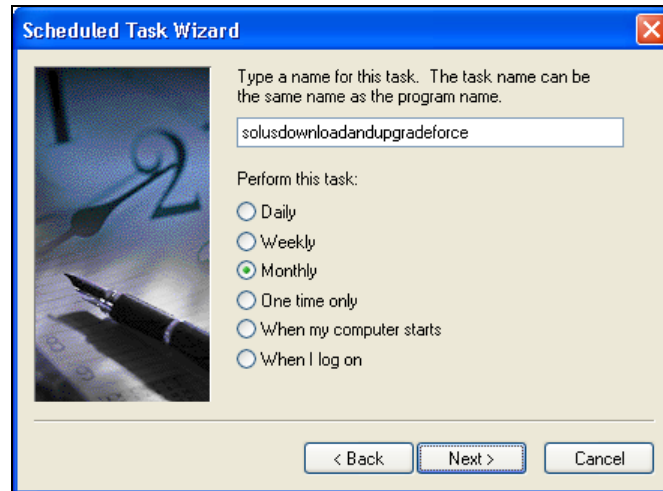 Scheduled Task Wizard
Type a name for this task. The task name can be
the same name as the program name.
solusdownloadandupgradeforce
Perform this task:
Daily
Weekly
Monthly
One time only
When my computer starts
When I log on
< Back
Next >
Cancel